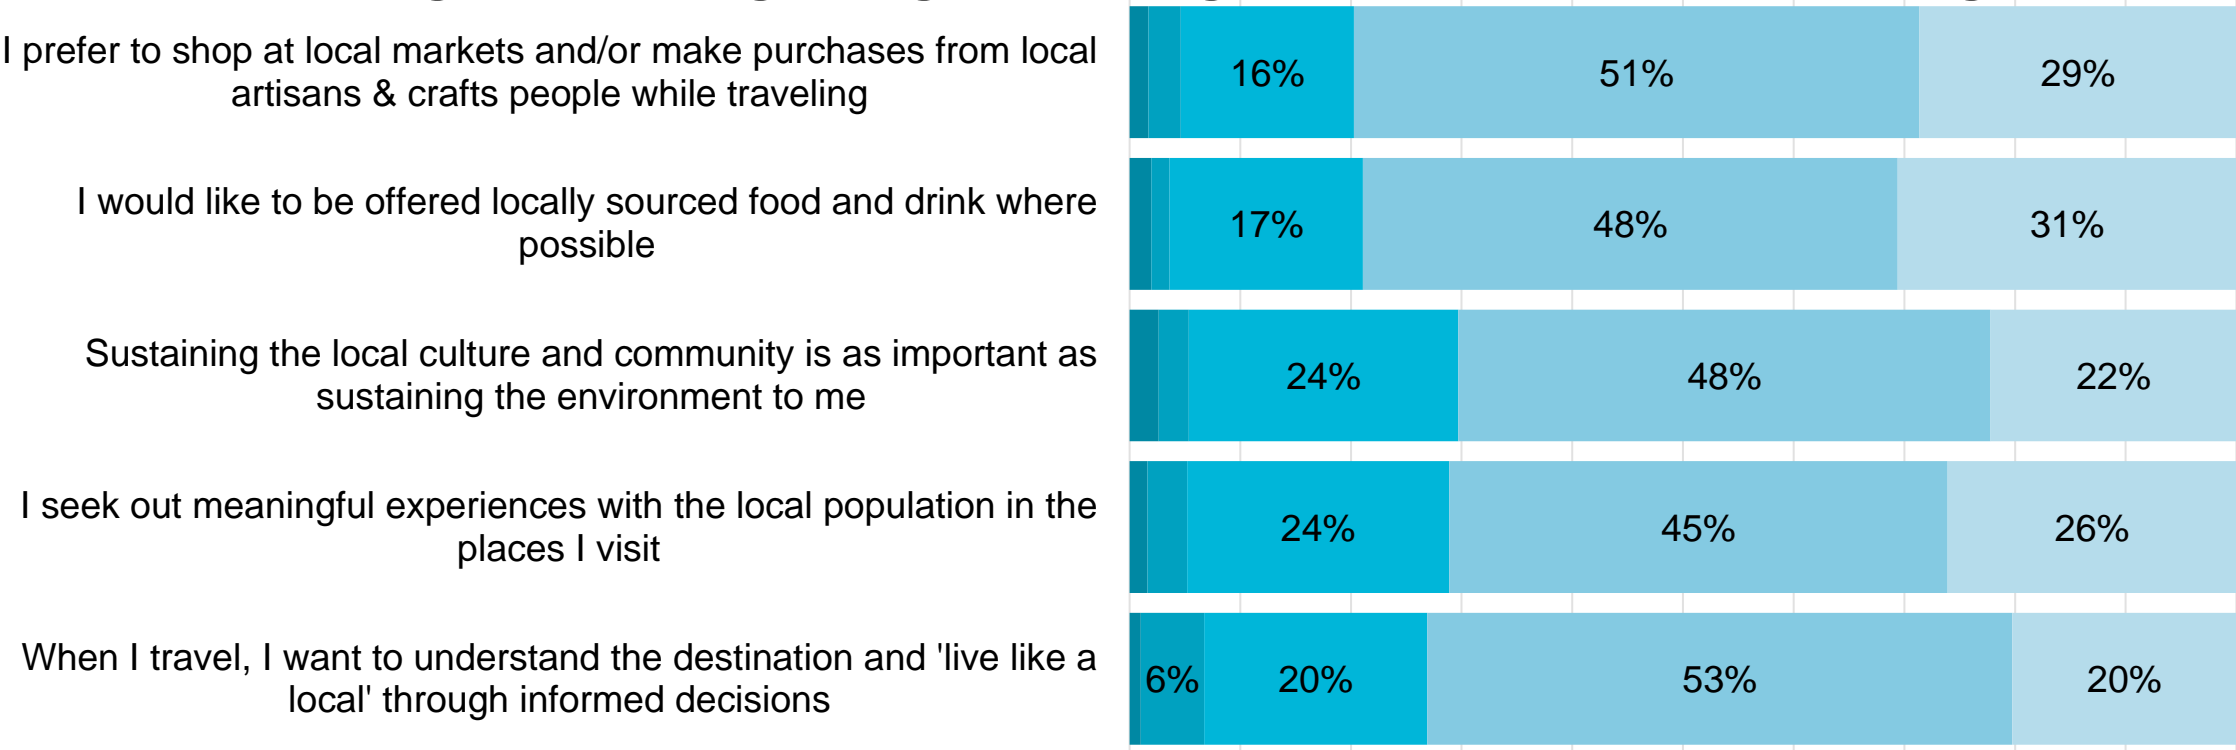 I prefer to shop at local markets and/or make purchases from local
artisans & crafts people while traveling
16% 51% 29%
I would like to be offered locally sourced food and drink where
possible
17% 48% 31%
Sustaining the local culture and community is as important as
sustaining the environment to me
24% 48% 22%
I seek out meaningful experiences with the local population in the
places I visit
24% 45% 26%
When I travel, I want to understand the destination and 'live like a
local' through informed decisions
6% 20% 53% 20%